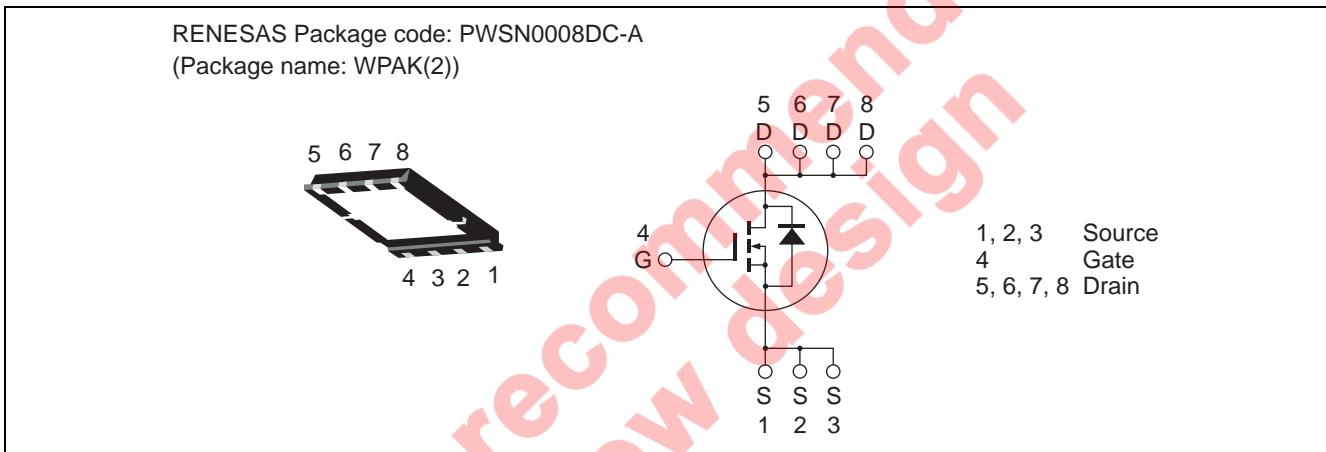 RENESAS Package code: PWSN0008DC-A
(Package name: WPAK(2))
5 6 7 8
4 3 2 1
5 6 7 8
D D D D
4
G
S S S
1 2 3
1, 2, 3 Source
4 Gate
5, 6, 7, 8 Drain
recommend
design